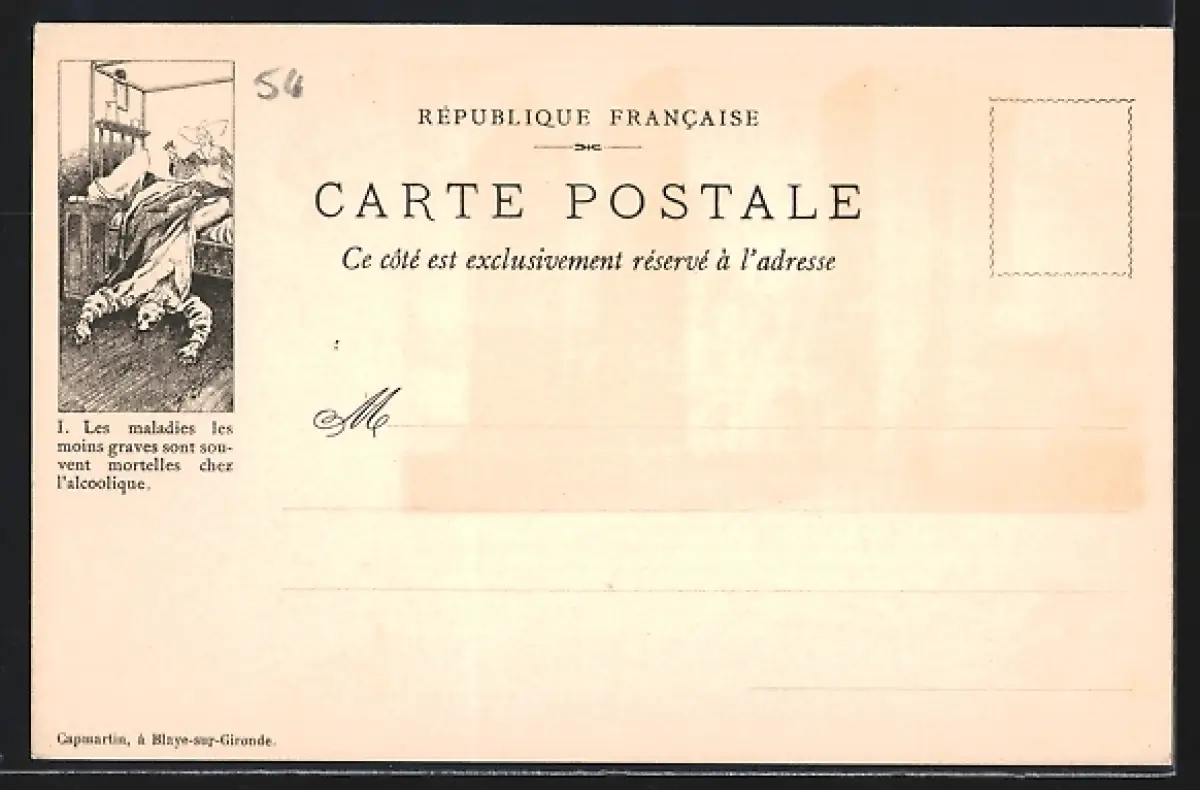 54
RÉPUBLIQUE FRANÇAISE
CARTE POSTALE
Ce côté est exclusivement réservé à l'adresse
M
I. Les maladies les
moins graves sont sou-
vent mortelles chez
l'alcoolique.
Capmartin, à Blaye-sur-Gironde.